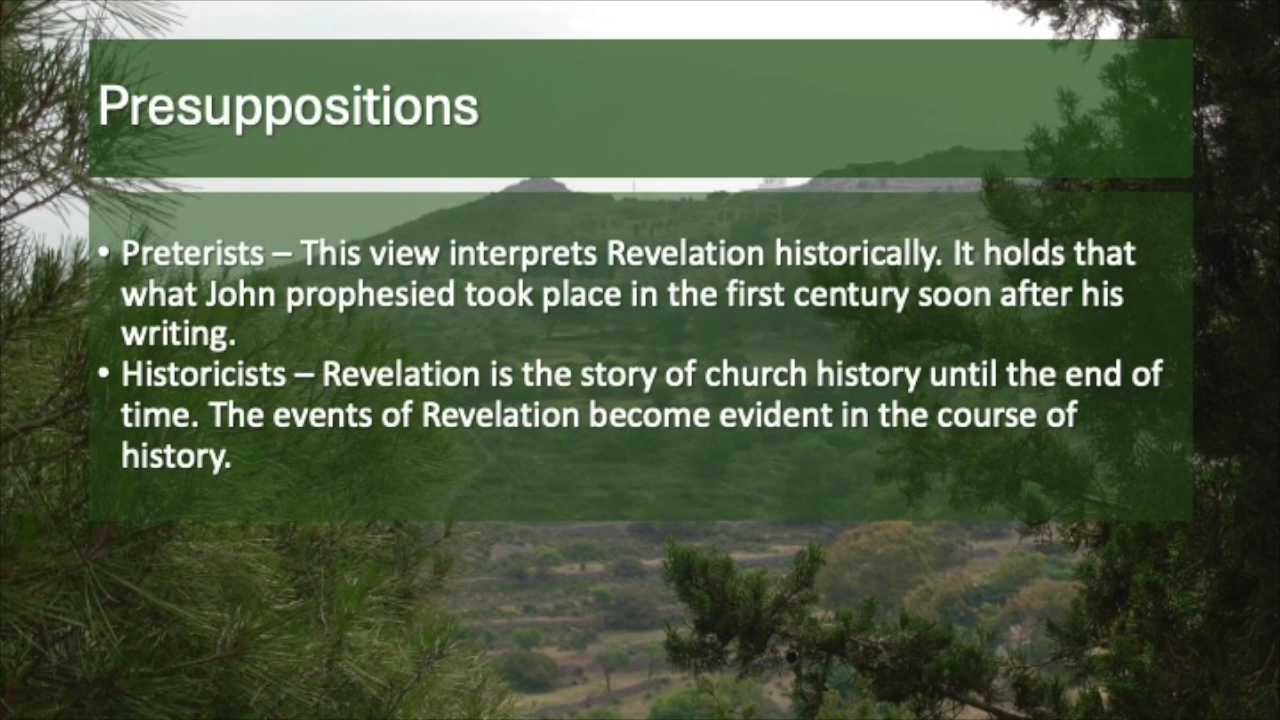 Presuppositions
• Preterists – This view interprets Revelation historically. It holds that
what John prophesied took place in the first century soon after his
writing.
• Historicists – Revelation is the story of church history until the end of
time. The events of Revelation become evident in the course of
history.